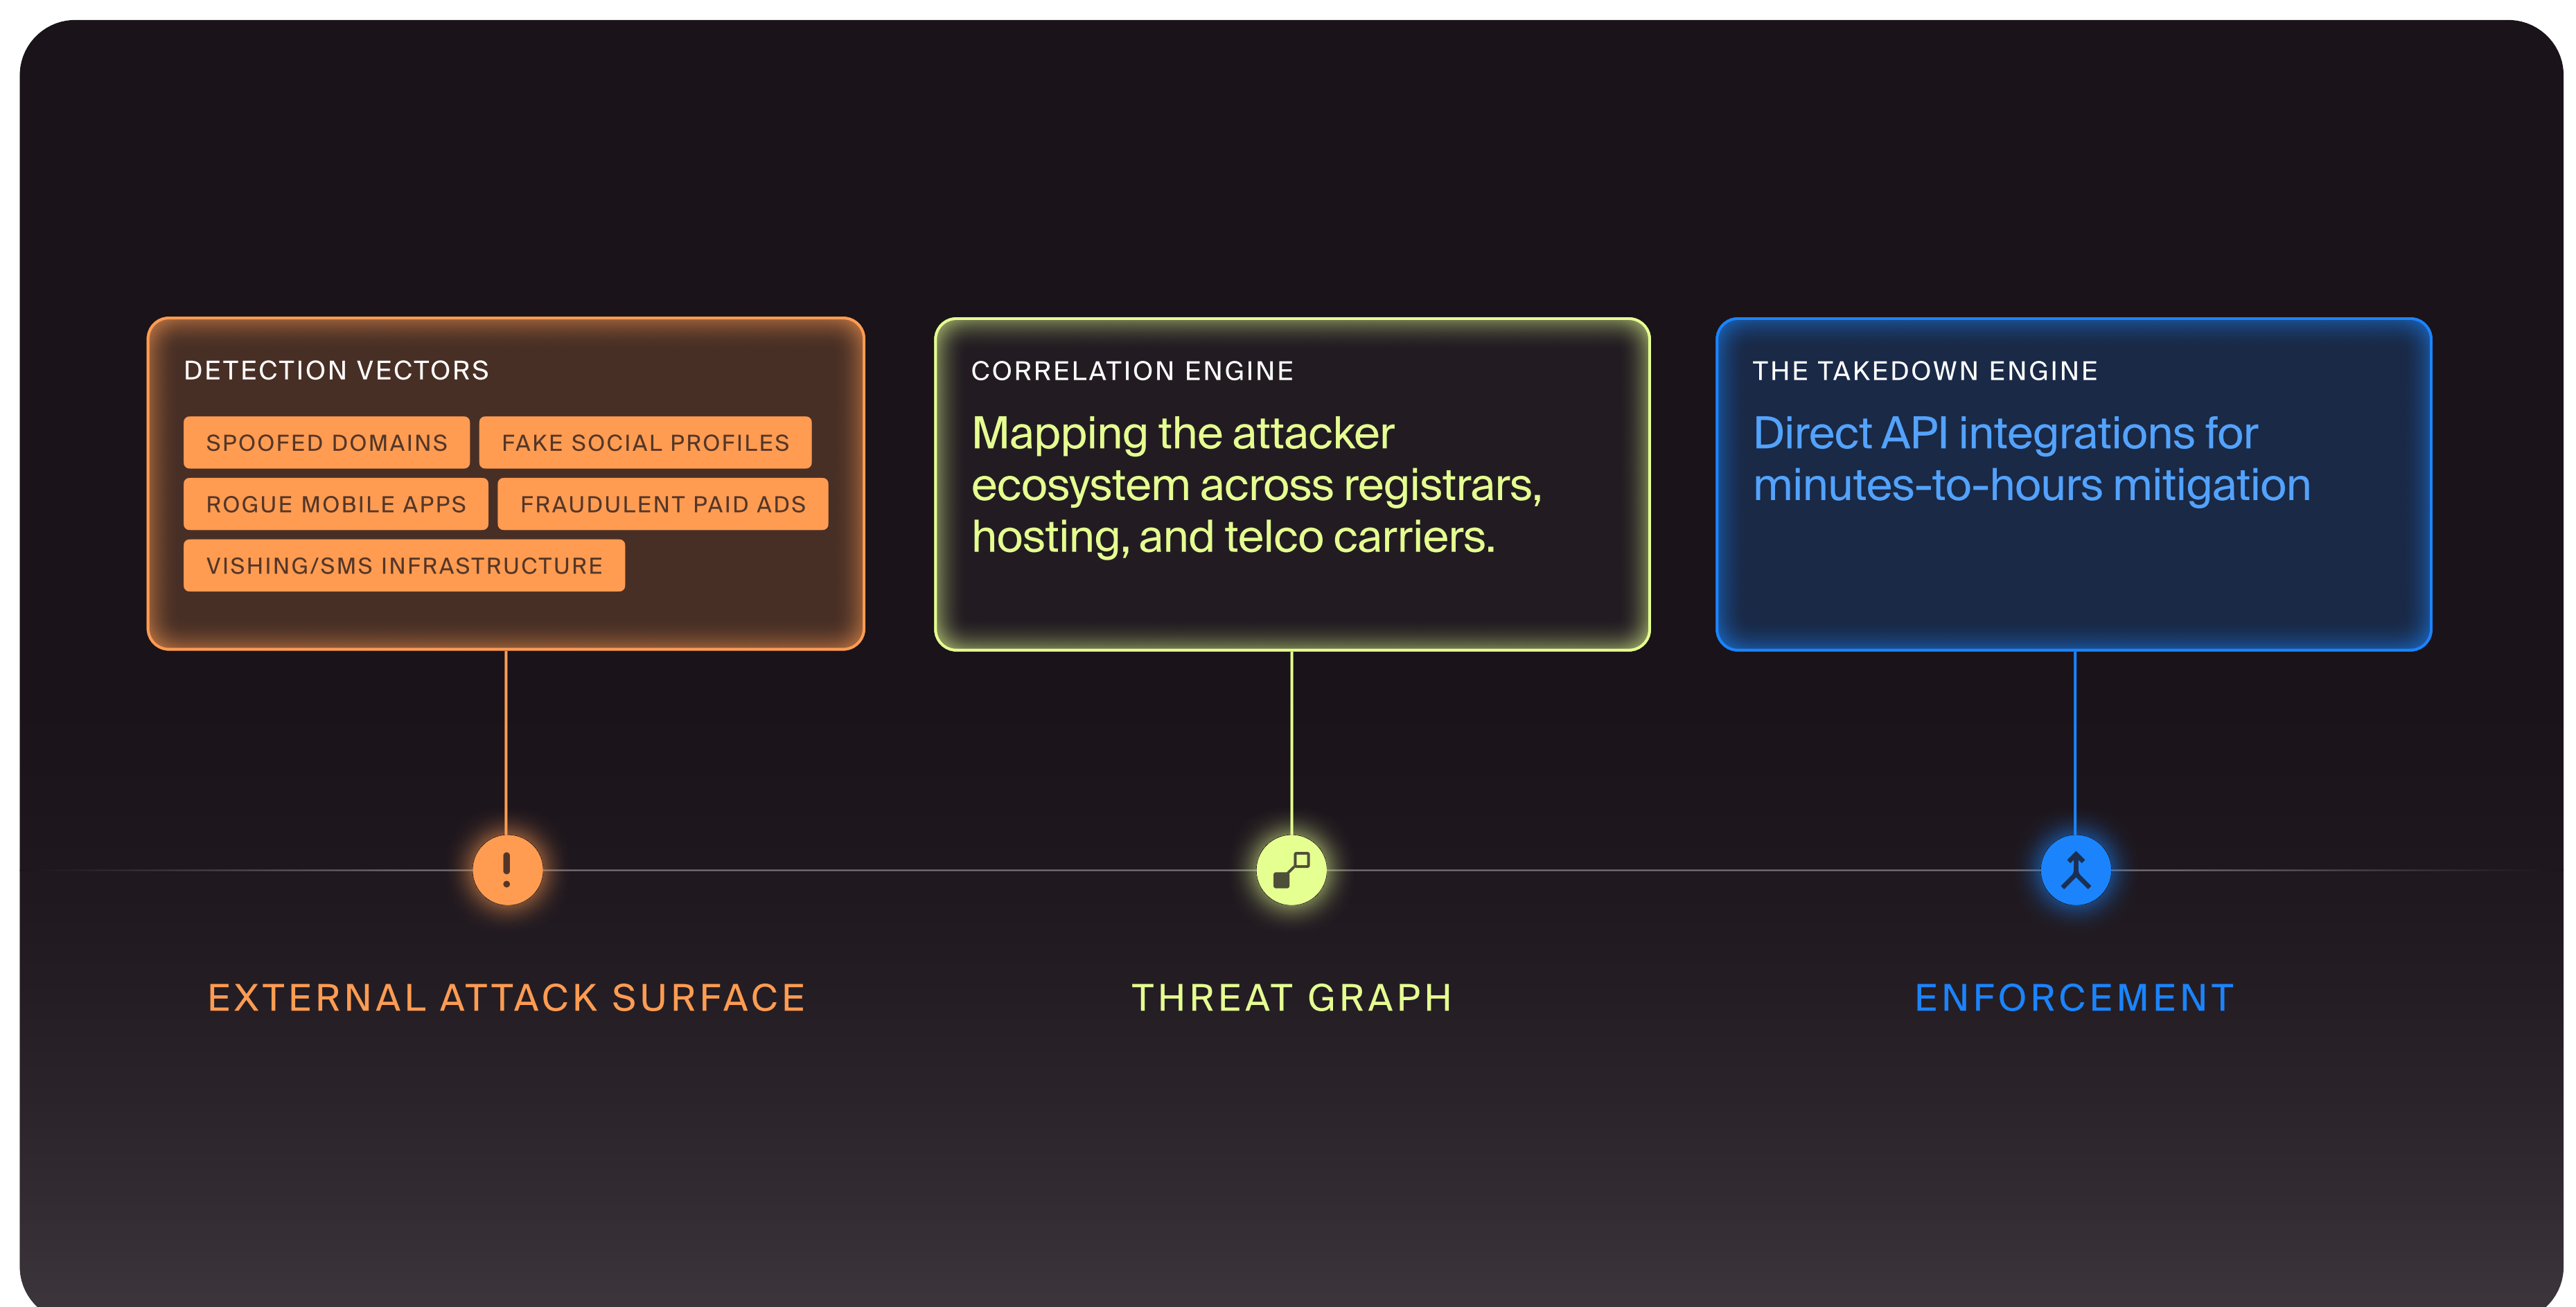 DETECTION VECTORS
SPOOFED DOMAINS
FAKE SOCIAL PROFILES
ROGUE MOBILE APPS
FRAUDULENT PAID ADS
VISHING/SMS INFRASTRUCTURE
EXTERNAL ATTACK SURFACE
CORRELATION ENGINE
Mapping the attacker
ecosystem across registrars,
hosting, and telco carriers.
THREAT GRAPH
THE TAKEDOWN ENGINE
Direct API integrations for
minutes-to-hours mitigation
ENFORCEMENT